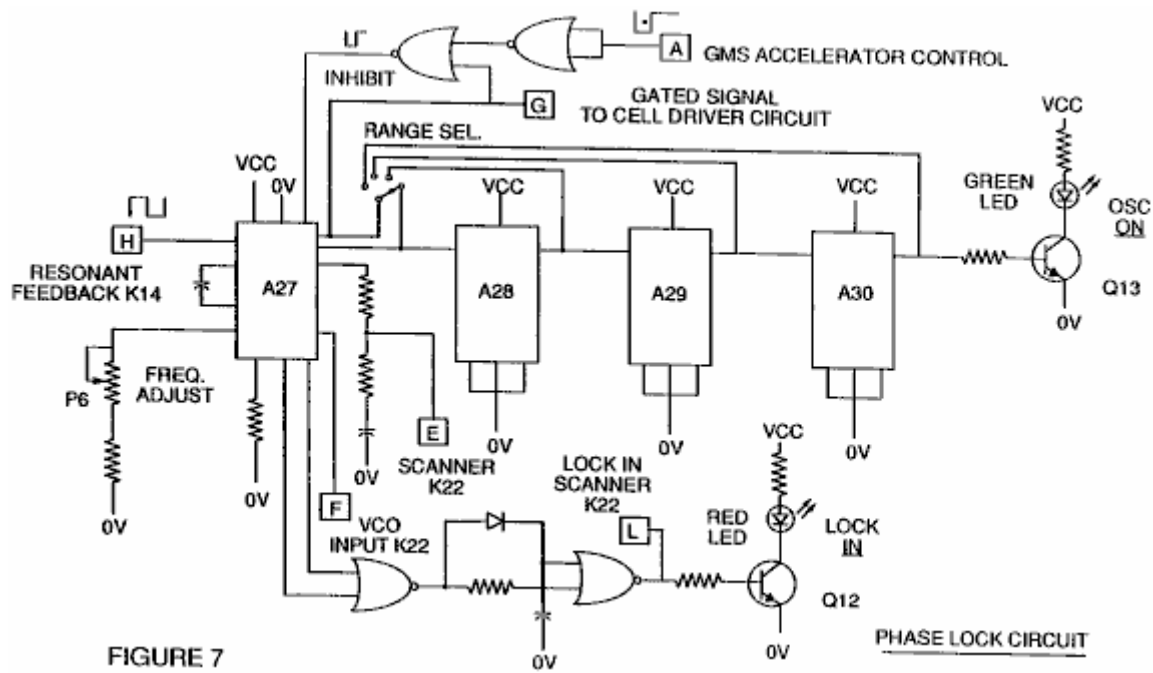 A
GMS ACCELERATOR CONTROL
INHIBIT
G
GATED SIGNAL
TO CELL DRIVER CIRCUIT
VCC
RANGE SEL.
VCC
0V
VCC
VCC
VCC
GREEN
LED
OSC
ON
H
RESONANT
FEEDBACK K14
A27
A28
A29
A30
Q13
0V
P6
FREQ.
ADJUST
E
SCANNER
K22
0V
0V
0V
0V
0V
0V
LOCK IN
SCANNER
K22
VCC
F
VCO
INPUT K22
L
RED
LED
LOCK
IN
Q12
0V
0V
FIGURE 7
PHASE LOCK CIRCUIT